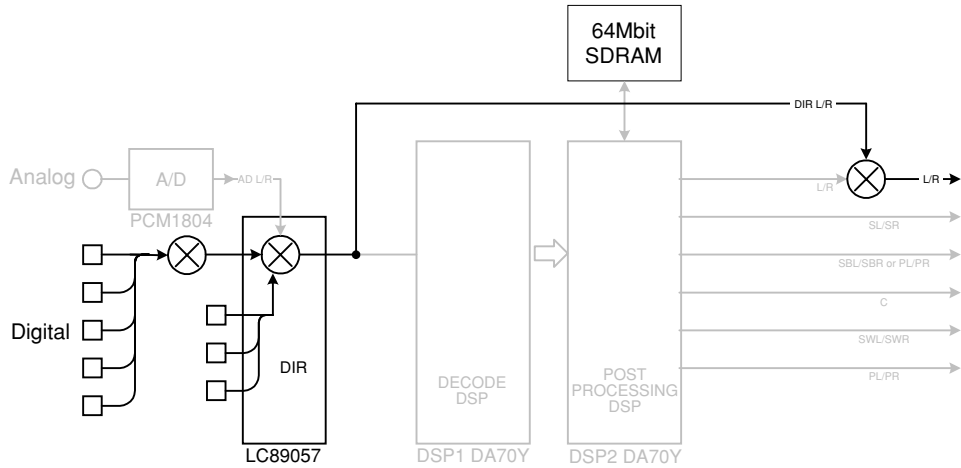 64Mbit
SDRAM
DIR L/R
Analog
A/D
AD L/R
PCM1804
L/R
L/R
SL/SR
SBL/SBR or PL/PR
C
Digital
SWL/SWR
DIR
DECODE
DSP
POST
PROCESSING
DSP
PL/PR
LC89057
DSP1 DA70Y
DSP2 DA70Y